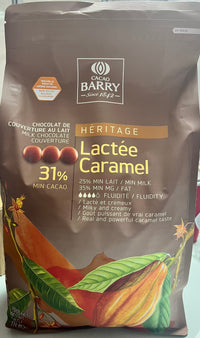 CACAO
BARRY
Since 1842
HÉRITAGE
CHOCOLAT DE
COUVERTURE AU LAIT
MILK CHOCOLATE
COUVERTURE
31%
MIN CACAO
Lactée
Caramel
25% MIN LAIT / MIN MILK
35% MIN MG / FAT
FLUIDITÉ / FLUIDITY
/ Lacté et crémeux
/ Milky and creamy
/ Goût puissant de vrai caramel
/ Real and powerful caramel taste